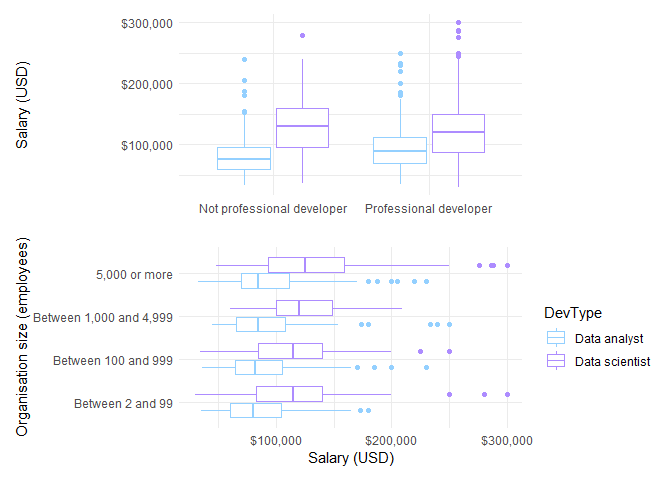 $300,000
$200,000
$100,000
Salary (USD)
Not professional developer
Professional developer
Organisation size (employees)
5,000 or more
Between 1,000 and 4,999
Between 100 and 999
Between 2 and 99
$100,000
$200,000
$300,000
Salary (USD)
DevType
Data analyst
Data scientist